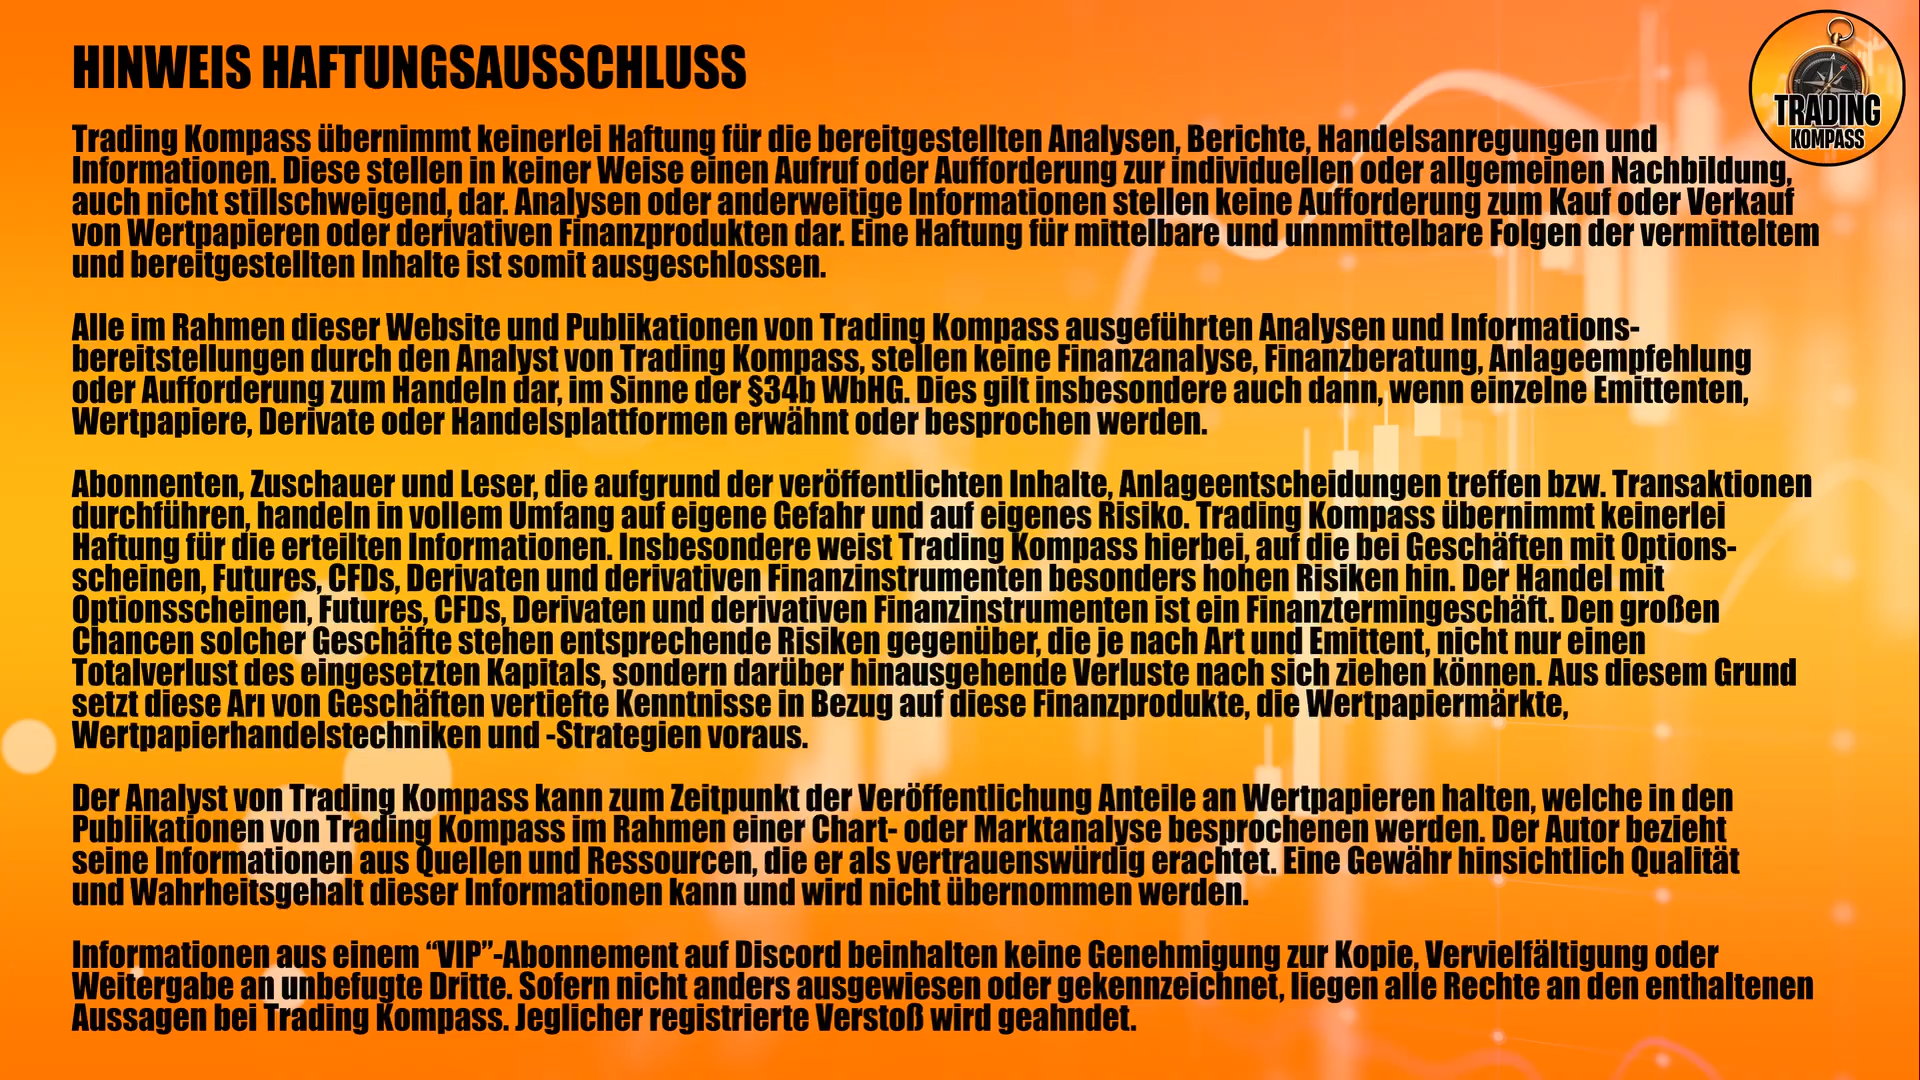 HINWEIS HAFTUNGSAUSSCHLUSS
TRADING
KOMPASS
Trading Kompass übernimmt keinerlei Haftung für die bereitgestellten Analysen, Berichte, Handelsanregungen und
Informationen. Diese stellen in keiner Weise einen Aufruf oder Aufforderung zur individuellen oder allgemeinen Nachbildung,
auch nicht stillschweigend, dar. Analysen oder anderweitige Informationen stellen keine Aufforderung zum Kauf oder Verkauf
von Wertpapieren oder derivativen Finanzprodukten dar. Eine Haftung für mittelbare und unnmittelbare Folgen der vermitteltem
und bereitgestellten Inhalte ist somit ausgeschlossen.
Alle im Rahmen dieser Website und Publikationen von Trading Kompass ausgeführten Analysen und Informations-
bereitstellungen durch den Analyst von Trading Kompass, stellen keine Finanzanalyse, Finanzberatung, Anlageempfehlung
oder Aufforderung zum Handeln dar, im Sinne der §34b WbHG. Dies gilt insbesondere auch dann, wenn einzelne Emittenten,
Wertpapiere, Derivate oder Handelsplattformen erwähnt oder besprochen werden.
Abonnenten, Zuschauer und Leser, die aufgrund der veröffentlichten Inhalte, Anlageentscheidungen treffen bzw. Transaktionen
durchführen, handeln in vollem Umfang auf eigene Gefahr und auf eigenes Risiko. Trading Kompass übernimmt keinerlei
Haftung für die erteilten Informationen. Insbesondere weist Trading Kompass hierbei, auf die bei Geschäften mit Options-
scheinen, Futures, CFDs, Derivaten und derivativen Finanzinstrumenten besonders hohen Risiken hin. Der Handel mit
Optionsscheinen, Futures, CFDs, Derivaten und derivativen Finanzinstrumenten ist ein Finanztermingeschäft. Den großen
Chancen solcher Geschäfte stehen entsprechende Risiken gegenüber, die je nach Art und Emittent, nicht nur einen
Totalverlust des eingesetzten Kapitals, sondern darüber hinausgehende Verluste nach sich ziehen können. Aus diesem Grund
setzt diese Arı von Geschäften vertiefte Kenntnisse in Bezug auf diese Finanzprodukte, die Wertpapiermärkte,
Wertpapierhandelstechniken und -Strategien voraus.
Der Analyst von Trading Kompass kann zum Zeitpunkt der Veröffentlichung Anteile an Wertpapieren halten, welche in den
Publikationen von Trading Kompass im Rahmen einer Chart- oder Marktanalyse besprochenen werden. Der Autor bezieht
seine Informationen aus Quellen und Ressourcen, die er als vertrauenswürdig erachtet. Eine Gewähr hinsichtlich Qualität
und Wahrheitsgehalt dieser Informationen kann und wird nicht übernommen werden.
Informationen aus einem “VIP”-Abonnement auf Discord beinhalten keine Genehmigung zur Kopie, Vervielfältigung oder
Weitergabe an unbefugte Dritte. Sofern nicht anders ausgewiesen oder gekennzeichnet, liegen alle Rechte an den enthaltenen
Aussagen bei Trading Kompass. Jeglicher registrierte Verstoß wird geahndet.